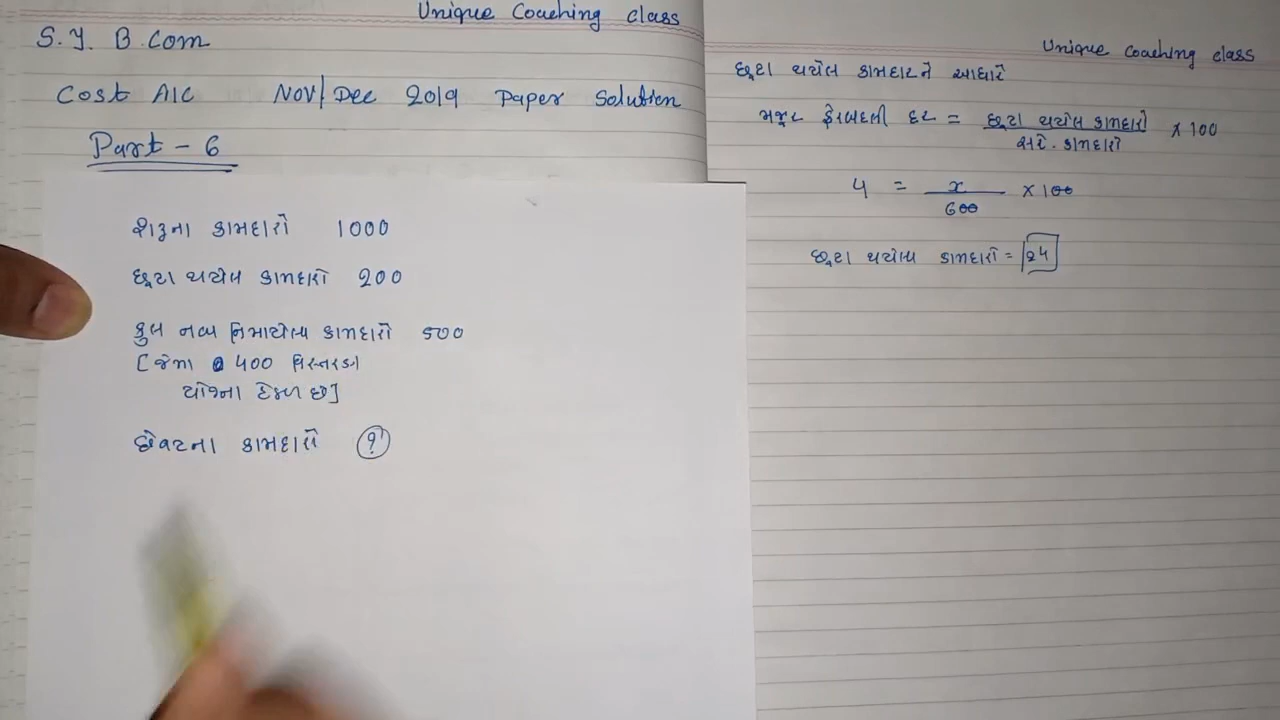 Unique Coaching class
S.Y. B.Com
Cost A/C Nov/Dec 2019 Paper Solution
Part - 6
શરૂના કામદારો 1000
છૂટા થયેલ કામદારો 200
કુલ નવા નિમાયેલા કામદારો 500
[જેમાં 400 વિસ્તરણ
યોજના હેઠળ છે]
છેવટના કામદારો ?
Unique Coaching class
છૂટા થયેલ કામદારને આધારે
મજૂર ફેરબદલી દર = છૂટા થયેલ કામદારો / સરે. કામદારો × 100
4 = x / 600 × 100
છૂટા થયેલા કામદારો = 24